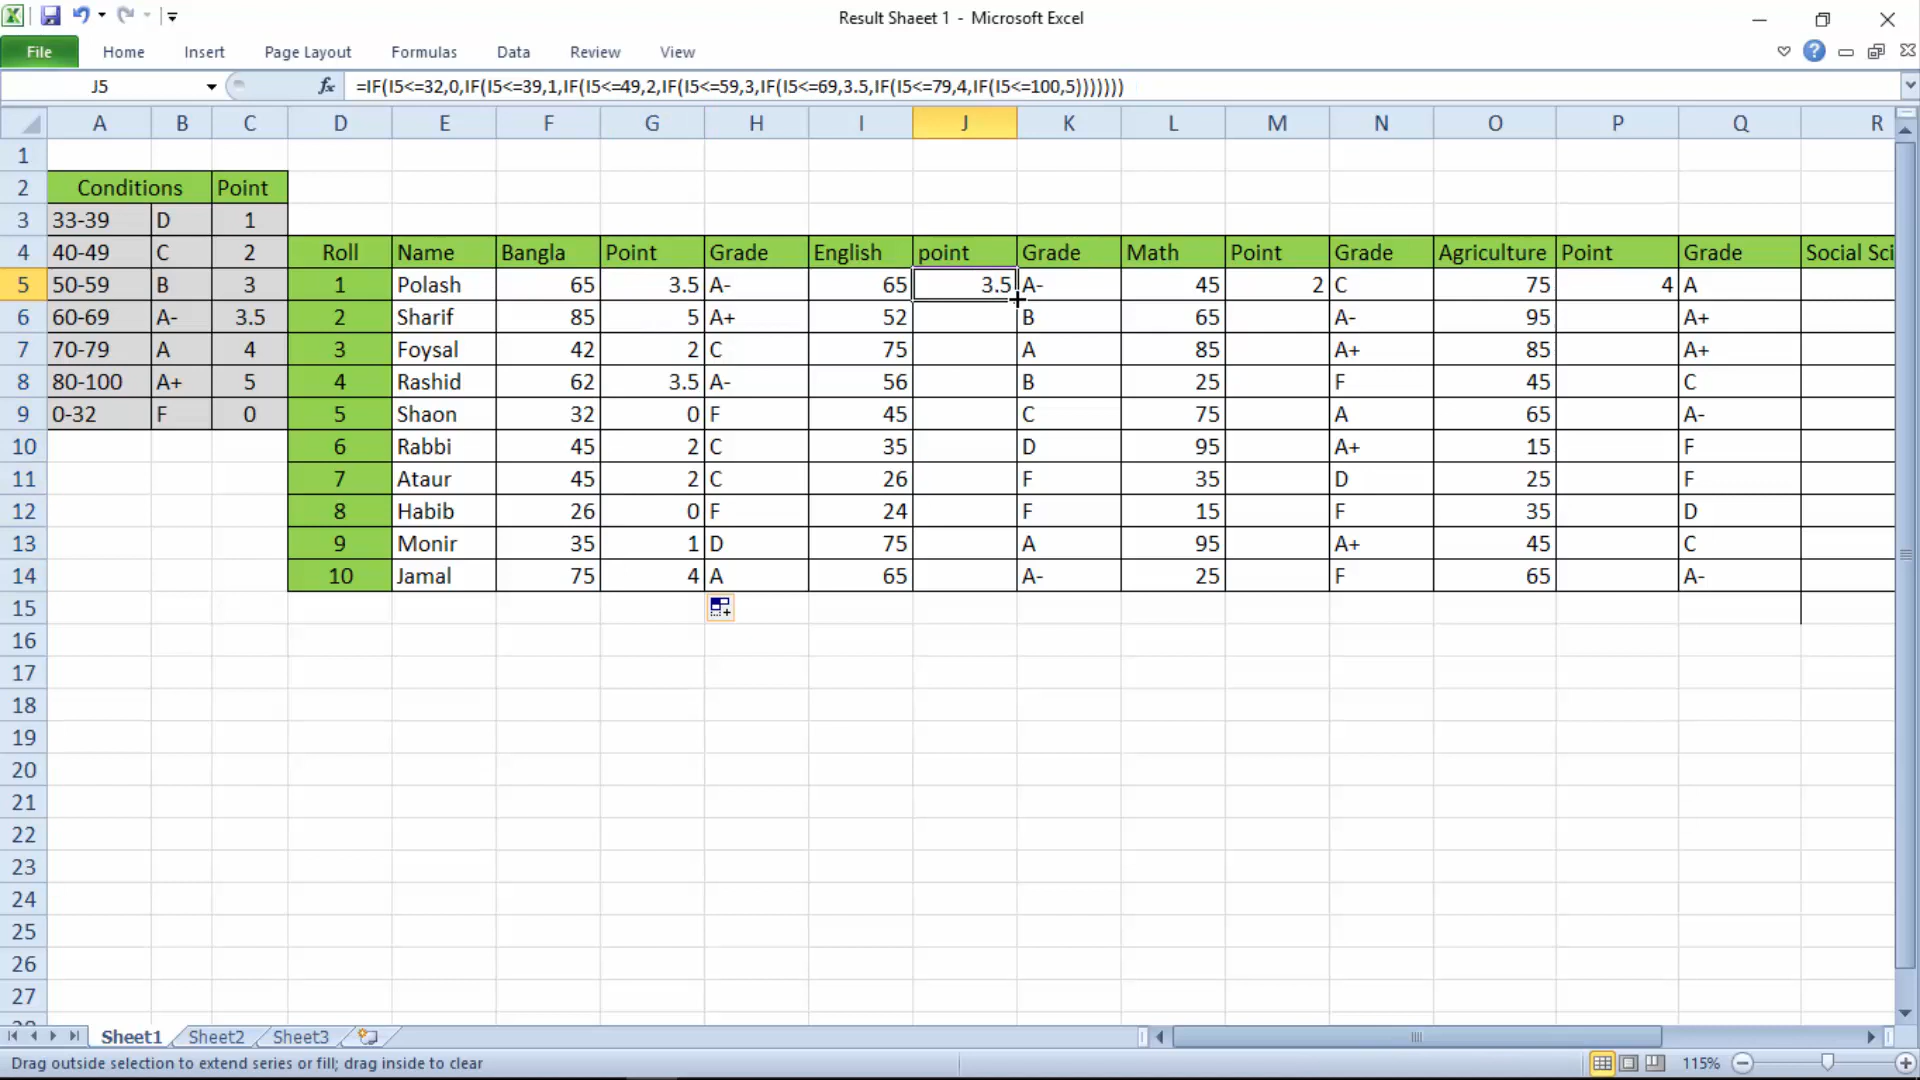 Result Shaeet 1 - Microsoft Excel
File Home Insert Page Layout Formulas Data Review View
J5 fx =IF(I5<=32,0,IF(I5<=39,1,IF(I5<=49,2,IF(I5<=59,3,IF(I5<=69,3.5,IF(I5<=79,4,IF(I5<=100,5)))))))
A B C D E F G H I J K L M N O P Q R
1
2 Conditions Point
3 33-39 D 1
4 40-49 C 2 Roll Name Bangla Point Grade English point Grade Math Point Grade Agriculture Point Grade Social Sci
5 50-59 B 3 1 Polash 65 3.5 A- 65 3.5 A- 45 2 C 75 4 A
6 60-69 A- 3.5 2 Sharif 85 5 A+ 52 B 65 A- 95 A+
7 70-79 A 4 3 Foysal 42 2 C 75 A 85 A+ 85 A+
8 80-100 A+ 5 4 Rashid 62 3.5 A- 56 B 25 F 45 C
9 0-32 F 0 5 Shaon 32 0 F 45 C 75 A 65 A-
10 6 Rabbi 45 2 C 35 D 95 A+ 15 F
11 7 Ataur 45 2 C 26 F 35 D 25 F
12 8 Habib 26 0 F 24 F 15 F 35 D
13 9 Monir 35 1 D 75 A 95 A+ 45 C
14 10 Jamal 75 4 A 65 A- 25 F 65 A-
15
16
17
18
19
20
21
22
23
24
25
26
27
Sheet1 Sheet2 Sheet3
Drag outside selection to extend series or fill; drag inside to clear 115%